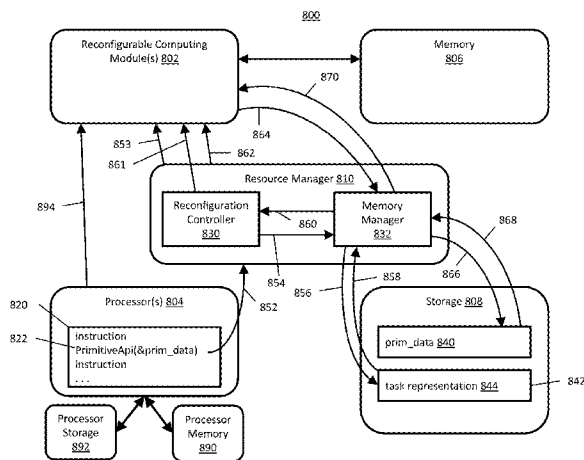 800
Reconfigurable Computing
Module(s) 802
Memory
806
870
864
853
861
862
Resource Manager 810
894
Reconfiguration
Controller
830
Memory
Manager
832
860
854
868
866
856
858
852
820
822
Processor(s) 804
instruction
PrimitiveApi(&prim_data)
instruction
...
Storage 808
prim_data 840
task representation 844
842
Processor
Storage
892
Processor
Memory
890